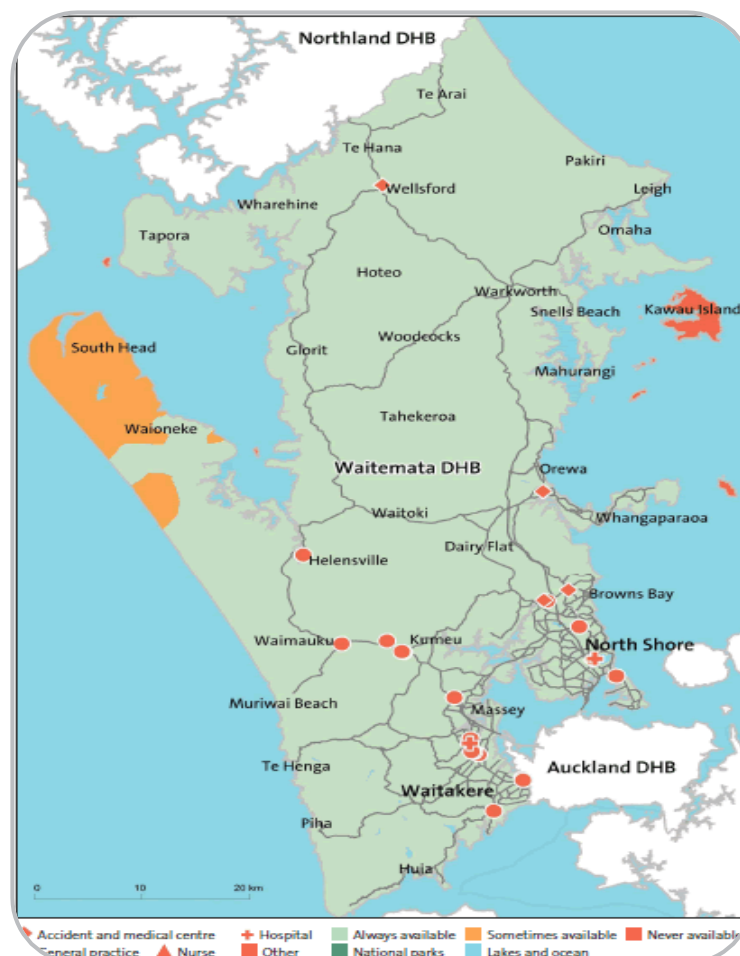 Northland DHB
Te Arai
Te Hana
Pakiri
Wellsford
Leigh
Wharehine
Omaha
Tapora
Hoteo
Warkworth
Snells Beach
Kawau Island
South Head
Woodcocks
Glorit
Mahurangi
Tahekeroa
Waioneke
Waitemata DHB
Orewa
Waitoki
Whangaparaoa
Dairy Flat
Helensville
Browns Bay
Waimauku
Kumeu
North Shore
Muriwai Beach
Massey
Te Henga
Auckland DHB
Waitakere
Piha
Huia
0 10 20 km
Accident and medical centre Hospital Always available Sometimes available Never available
General practice Nurse Other National parks Lakes and ocean